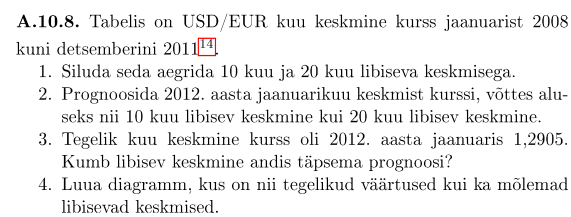 A.10.8. Tabelis on USD/EUR kuu keskmine kurss jaanuarist 2008
kuni detsemberini 2011¹⁴.
1. Siluda seda aegrida 10 kuu ja 20 kuu libiseva keskmisega.
2. Prognoosida 2012. aasta jaanuarikuu keskmist kurssi, võttes alu-
seks nii 10 kuu libisev keskmine kui 20 kuu libisev keskmine.
3. Tegelik kuu keskmine kurss oli 2012. aasta jaanuaris 1,2905.
Kumb libisev keskmine andis täpsema prognoosi?
4. Luua diagramm, kus on nii tegelikud väärtused kui ka mõlemad
libisevad keskmised.